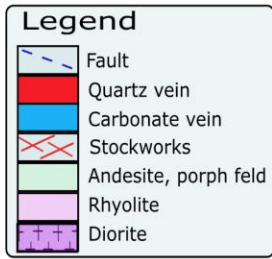 Legend
Fault
Quartz vein
Carbonate vein
Stockworks
Andesite, porph feld
Rhyolite
Diorite